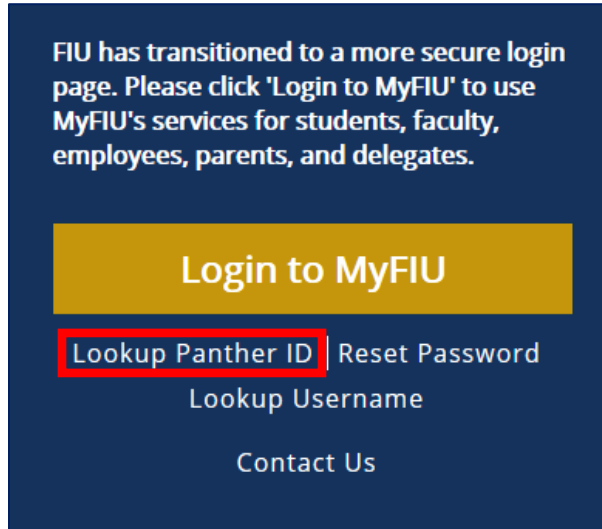 FIU has transitioned to a more secure login
page. Please click 'Login to MyFIU' to use
MyFIU's services for students, faculty,
employees, parents, and delegates.
Login to MyFIU
Lookup Panther ID | Reset Password
Lookup Username
Contact Us